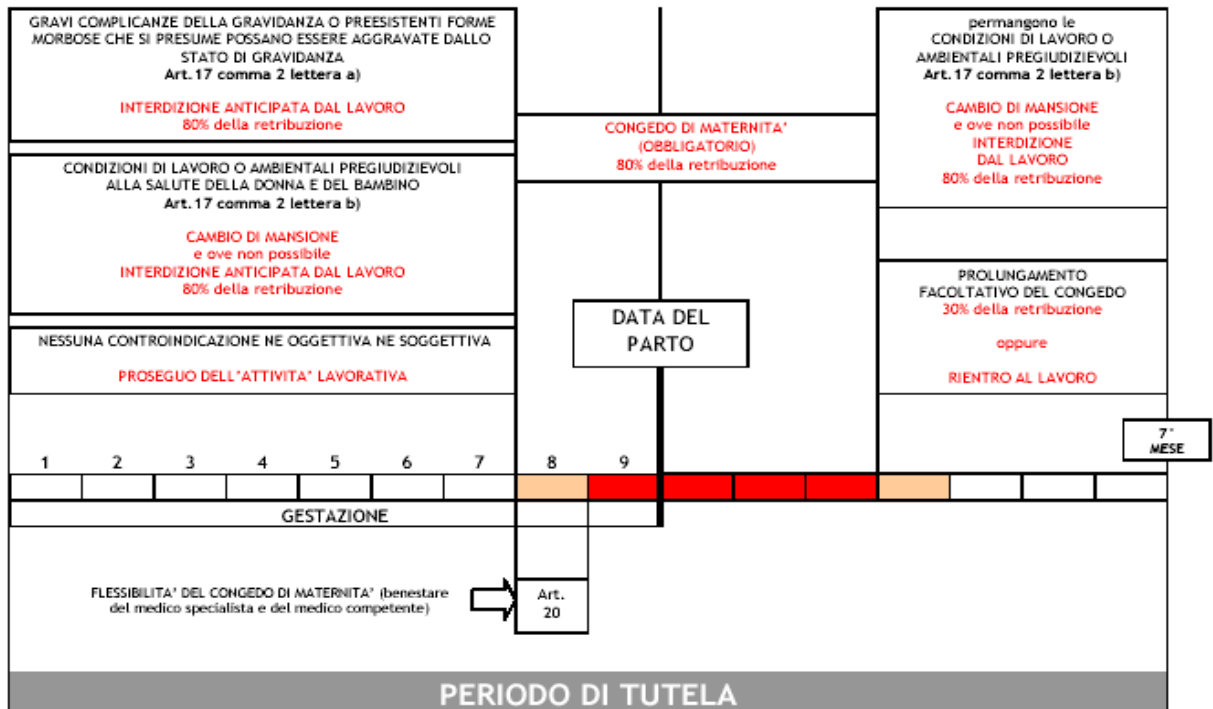 GRAVI COMPLICANZE DELLA GRAVIDANZA O PREESISTENTI FORME
MORBOSE CHE SI PRESUME POSSANO ESSERE AGGRAVATE DALLO
STATO DI GRAVIDANZA
Art.17 comma 2 lettera a)
INTERDIZIONE ANTICIPATA DAL LAVORO
80% della retribuzione
CONDIZIONI DI LAVORO O AMBIENTALI PREGIUDIZIEVOLI
ALLA SALUTE DELLA DONNA E DEL BAMBINO
Art.17 comma 2 lettera b)
CAMBIO DI MANSIONE
e ove non possibile
INTERDIZIONE ANTICIPATA DAL LAVORO
80% della retribuzione
NESSUNA CONTROINDICAZIONE NE OGGETTIVA NE SOGGETTIVA
PROSEGUO DELL'ATTIVITA' LAVORATIVA
CONGEDO DI MATERNITA'
(OBBLIGATORIO)
80% della retribuzione
DATA DEL
PARTO
permangono le
CONDIZIONI DI LAVORO O
AMBIENTALI PREGIUDIZIEVOLI
Art.17 comma 2 lettera b)
CAMBIO DI MANSIONE
e ove non possibile
INTERDIZIONE
DAL LAVORO
80% della retribuzione
PROLUNGAMENTO
FACOLTATIVO DEL CONGEDO
30% della retribuzione
oppure
RIENTRO AL LAVORO
7°
MESE
1 2 3 4 5 6 7 8 9
GESTAZIONE
FLESSIBILITA' DEL CONGEDO DI MATERNITA' (benestare
del medico specialista e del medico competente)
Art.
20
PERIODO DI TUTELA